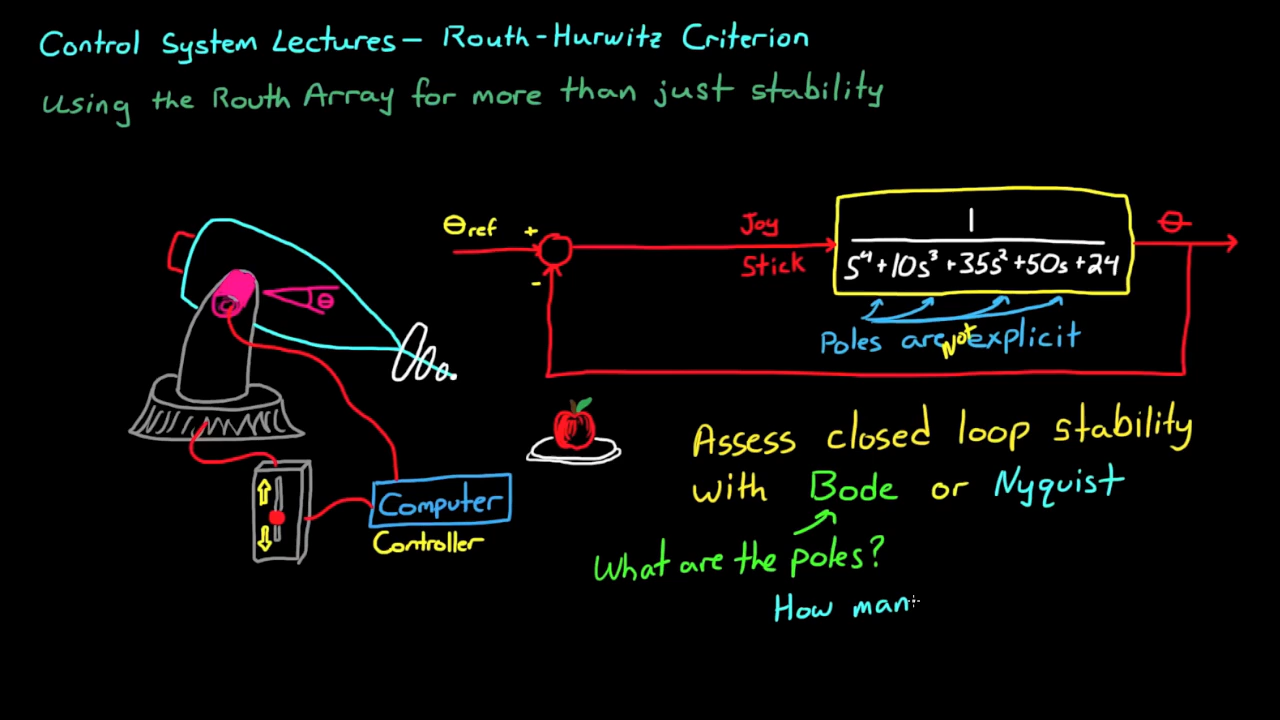 Control System Lectures – Routh-Hurwitz Criterion
Using the Routh Array for more than just stability
θref +
-
Joy
Stick
1
s⁴+10s³+35s²+50s+24
θ
Poles are Not explicit
θ
Assess closed loop stability
with Bode or Nyquist
Computer
Controller
What are the poles?
How man